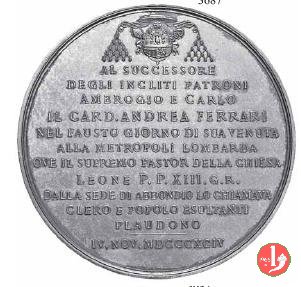 3687
AL SUCCESSORE
DEGLI INCLITI PATRONI
AMBROGIO E CARLO
IL CARD. ANDREA FERRARI
NEL FAUSTO GIORNO DI SUA VENUTA
ALLA METROPOLI LOMBARDA
OVE IL SUPREMO PASTOR DELLA CHIESA
LEONE P.P. XIII. G.R.
DALLA SEDE DI ABBONDIO LO CHIAMAVA
CLERO E POPOLO ESULTANTI
PLAUDONO
IV. NOV. MDCCCXCIV